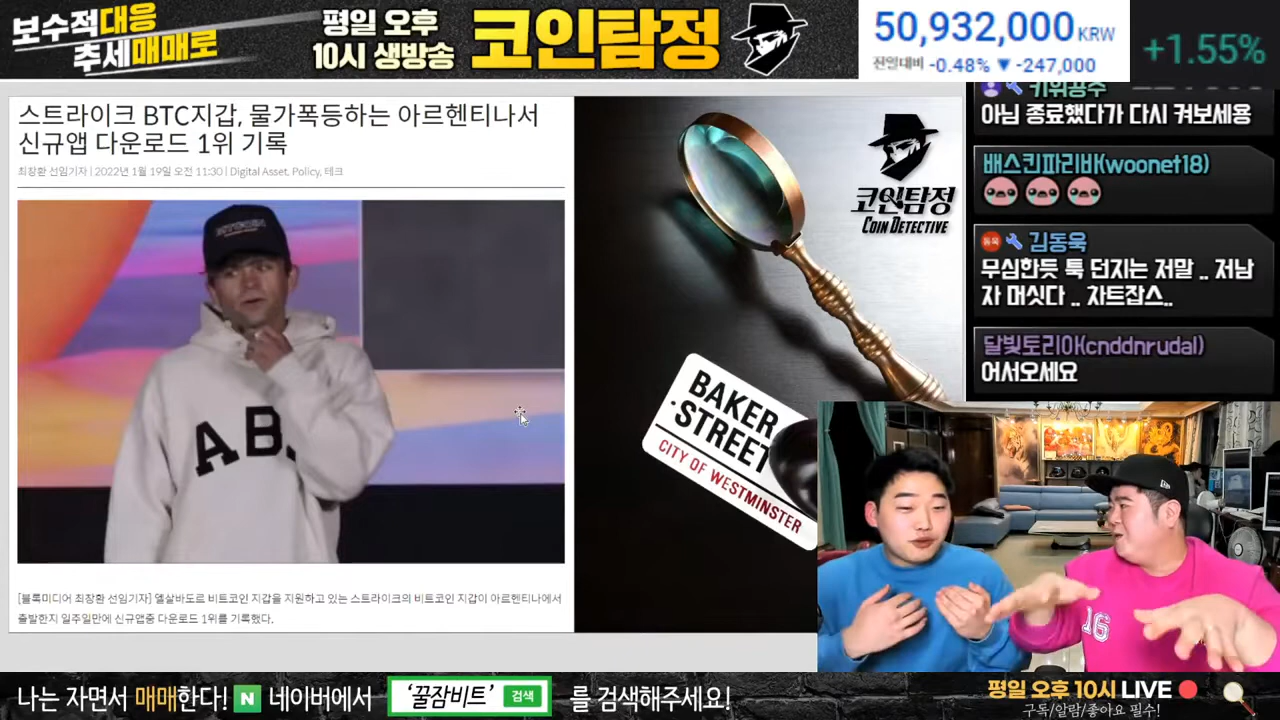 보수적대응
추세매매로
평일 오후
10시 생방송
코인탐정
50,932,000 KRW
전일대비 -0.48% ▼ -247,000
+1.55%
스트라이크 BTC지갑, 물가폭등하는 아르헨티나서
신규앱 다운로드 1위 기록
최창환 선임기자 | 2022년 1월 19일 오전 11:30 | Digital Asset, Policy, 테크
AB.
[블록미디어 최창환 선임기자] 엘살바도르 비트코인 지갑을 지원하고 있는 스트라이크의 비트코인 지갑이 아르헨티나에서
출발한지 일주일만에 신규앱중 다운로드 1위를 기록했다.
코인탐정
COIN DETECTIVE
BAKER
STREET
CITY OF WESTMINSTER
키위공주
아님 종료했다가 다시 켜보세용
배스킨파리바(woonet18)
김동욱
무심한듯 툭 던지는 저말 .. 저남
자 머싯다 .. 차트잡스..
달빛토리아(cnddnrudal)
어서오세요
16
나는 자면서 매매한다! N 네이버에서 '꿀잠비트' 검색 를 검색해주세요!
평일 오후 10시 LIVE
구독/알람/좋아요 필수!